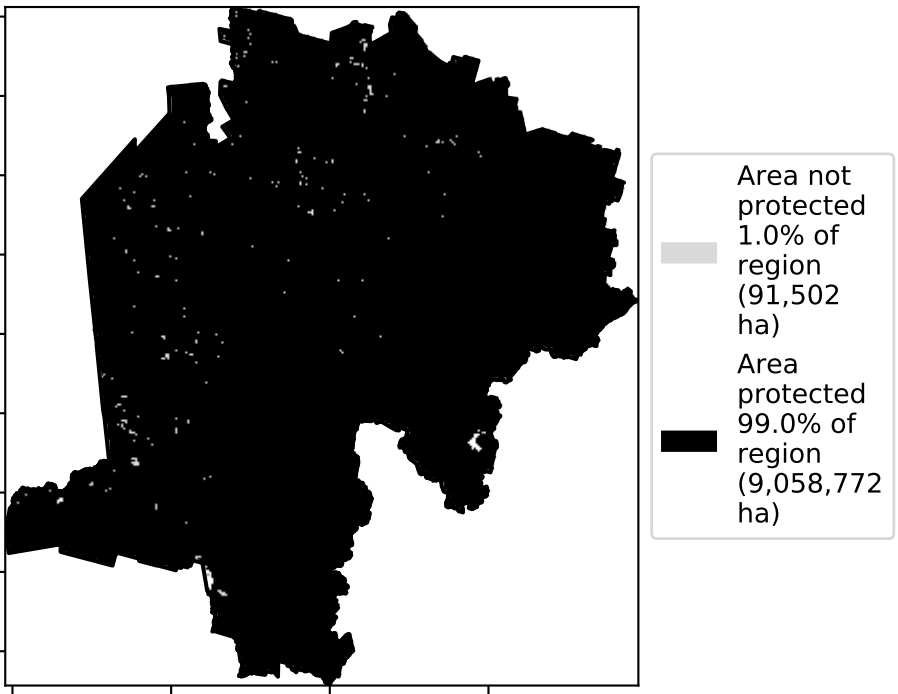 Area not
protected
1.0% of
region
(91,502
ha)
Area
protected
99.0% of
region
(9,058,772
ha)